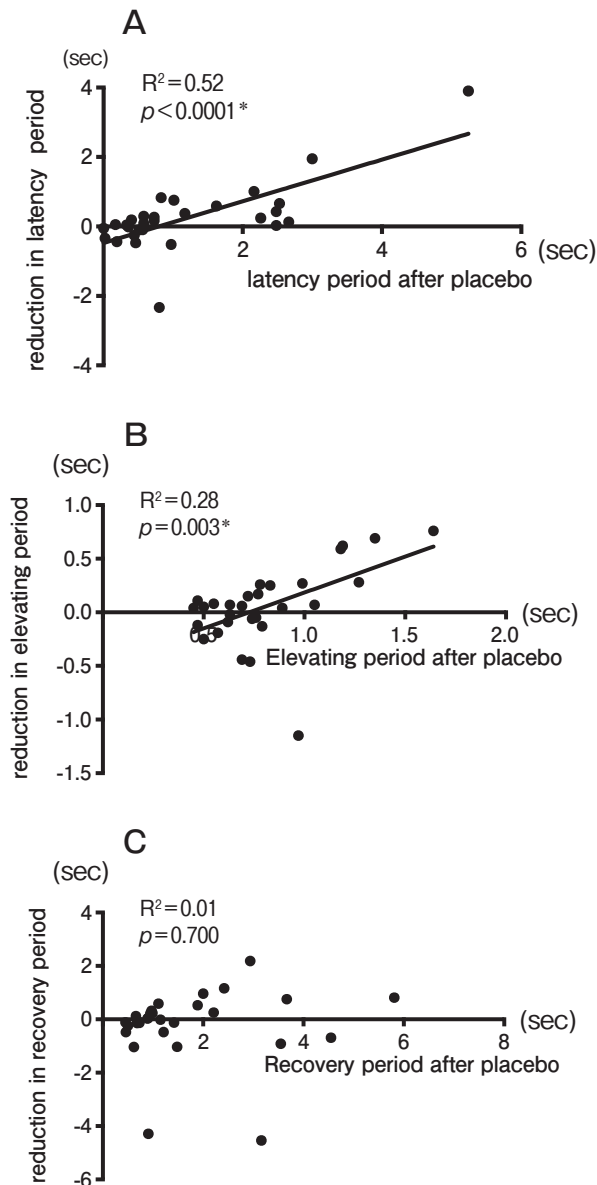 A
(sec)
R²=0.52
p<0.0001*
4
2
0
-2
-4
2
4
6
(sec)
latency period after placebo
reduction in latency period
B
(sec)
R²=0.28
p=0.003*
1.0
0.5
0.0
-0.5
-1.0
-1.5
0.5
1.0
1.5
2.0
(sec)
Elevating period after placebo
reduction in elevating period
C
(sec)
R²=0.01
p=0.700
4
2
0
-2
-4
-6
2
4
6
8
(sec)
Recovery period after placebo
reduction in recovery period